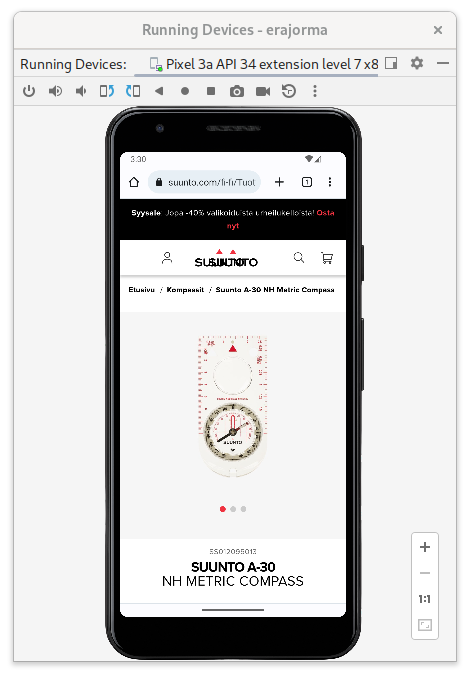 Running Devices - erajorma
Running Devices:
Pixel 3a API 34 extension level 7 x8
3:30
suunto.com/fi-fi/Tuot
1
Syysale: Jopa -40% valikoiduista urheilukelloista! Osta
nyt
SUUNTO
Etusivu / Kompassit / Suunto A-30 NH Metric Compass
SUUNTO
SS012095013
SUUNTO A-30
NH METRIC COMPASS
1:1